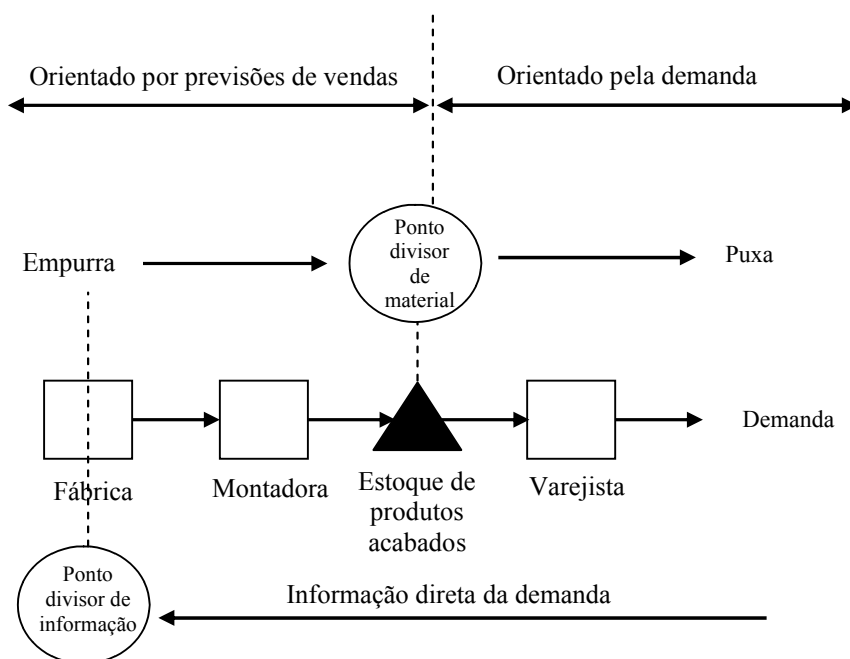 Orientado por previsões de vendas
Orientado pela demanda
Ponto
divisor
de
material
Empurra
Puxa
Demanda
Fábrica
Montadora
Estoque de
produtos
acabados
Varejista
Ponto
divisor de
informação
Informação direta da demanda